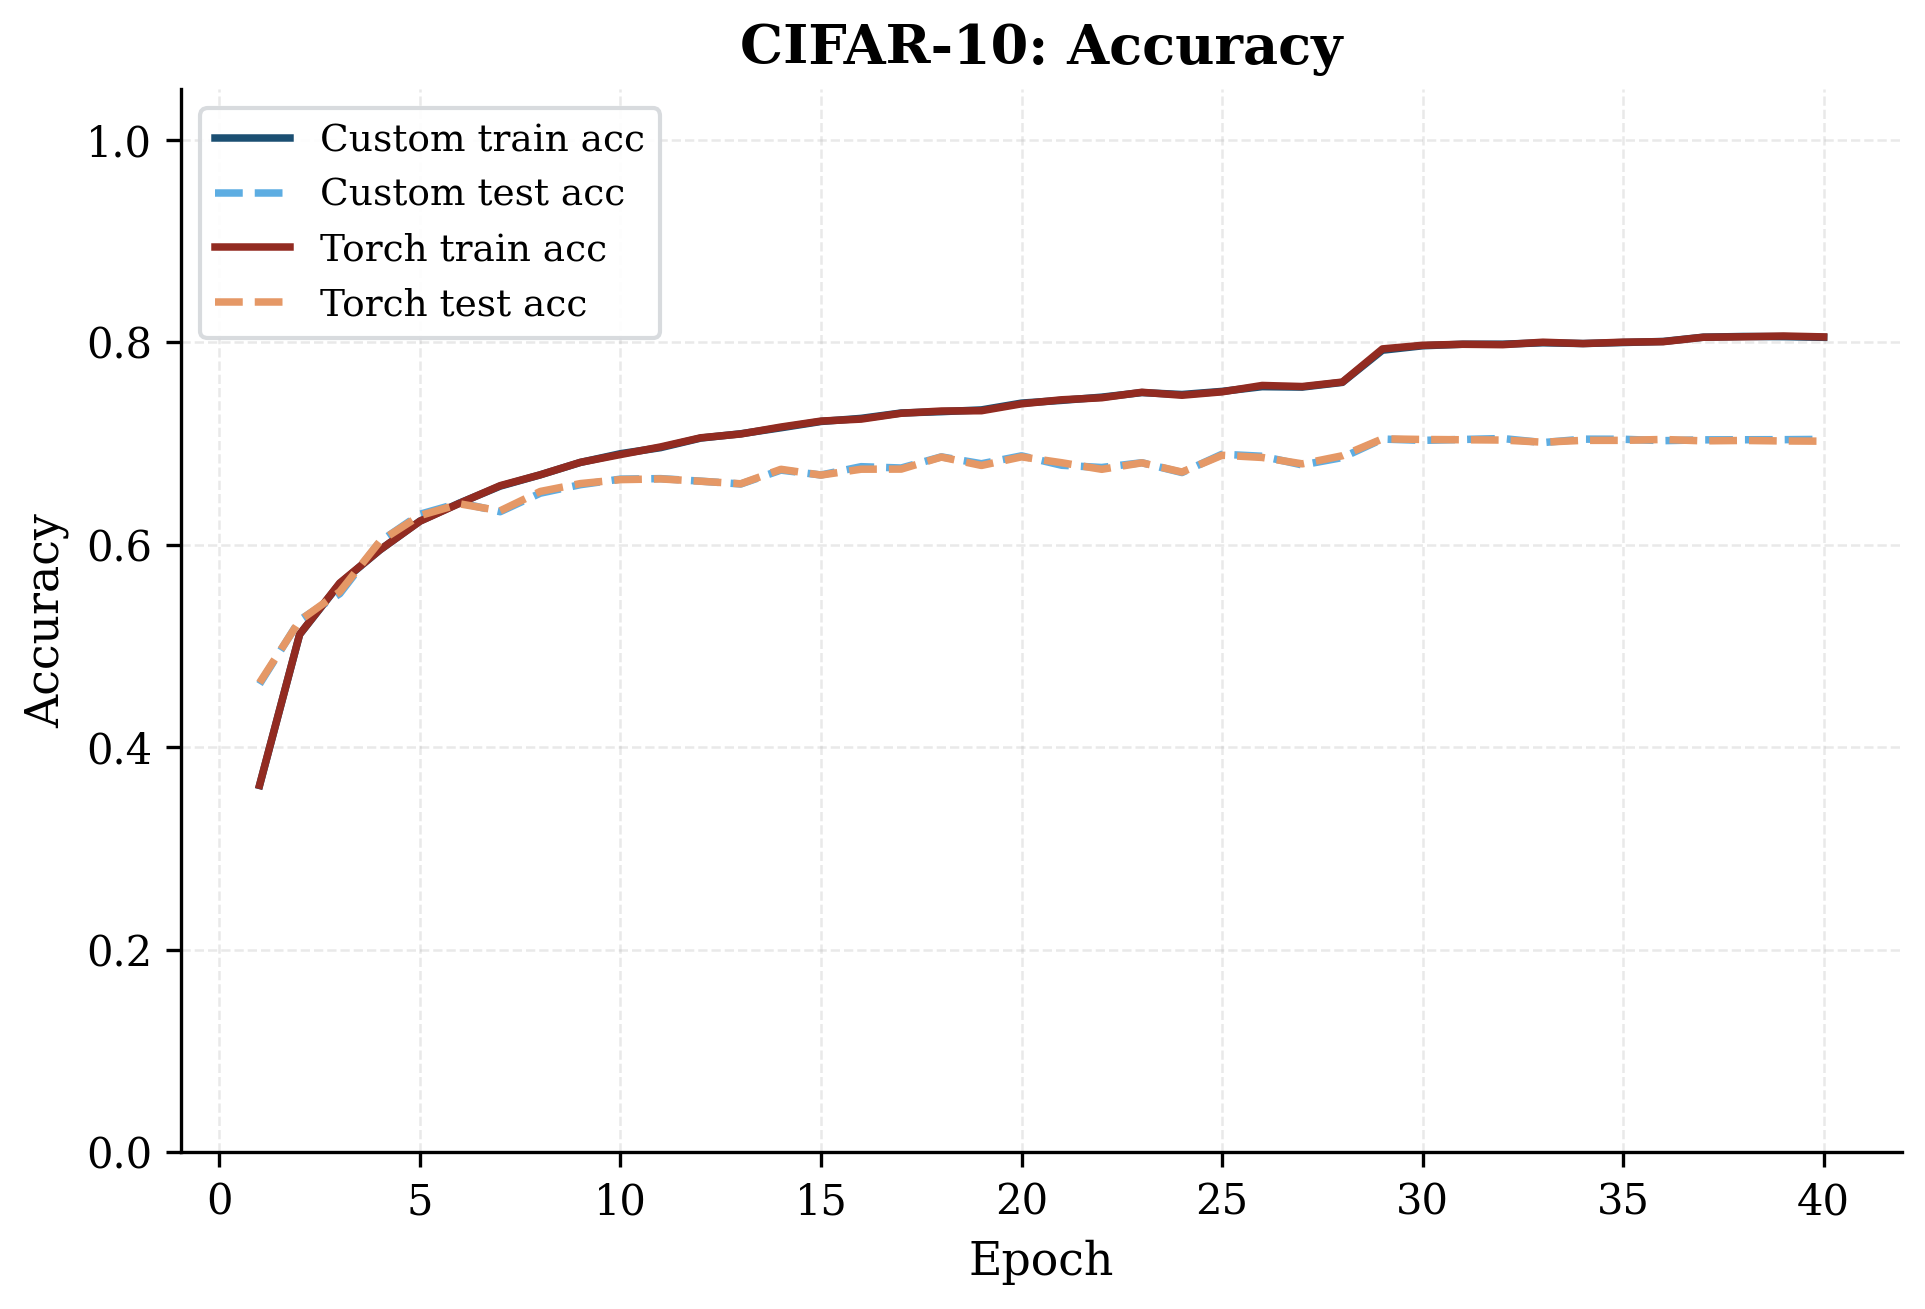 CIFAR-10: Accuracy
Custom train acc
Custom test acc
Torch train acc
Torch test acc
1.0
0.8
0.6
0.4
0.2
0.0
Accuracy
0 5 10 15 20 25 30 35 40
Epoch